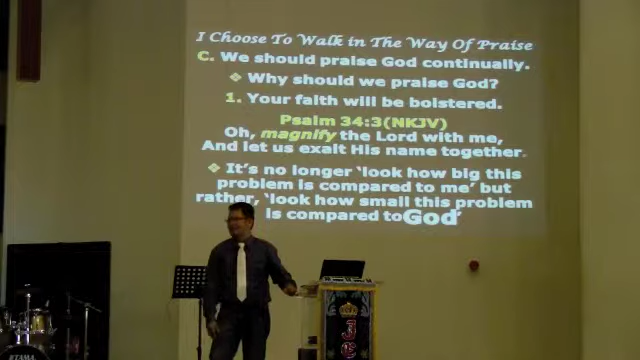 I Choose To Walk in The Way Of Praise
C. We should praise God continually.
❖ Why should we praise God?
1. Your faith will be bolstered.
Psalm 34:3(NKJV)
Oh, magnify the Lord with me,
And let us exalt His name together.
❖ It's no longer 'look how big this
problem is compared to me' but
rather, 'look how small this problem
is compared to God'
TAMA